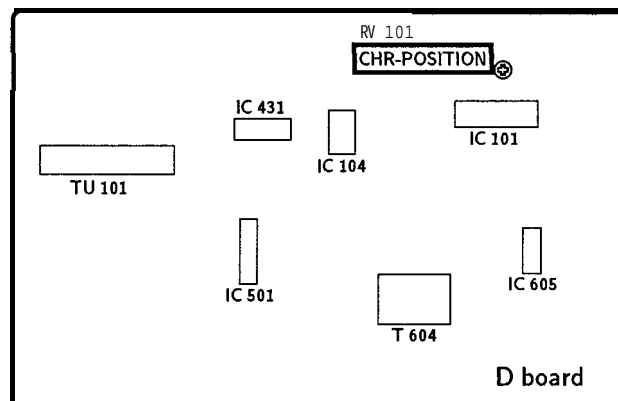 RV 101
CHR-POSITION
IC 431
IC 104
IC 101
TU 101
IC 501
IC 605
T 604
D board